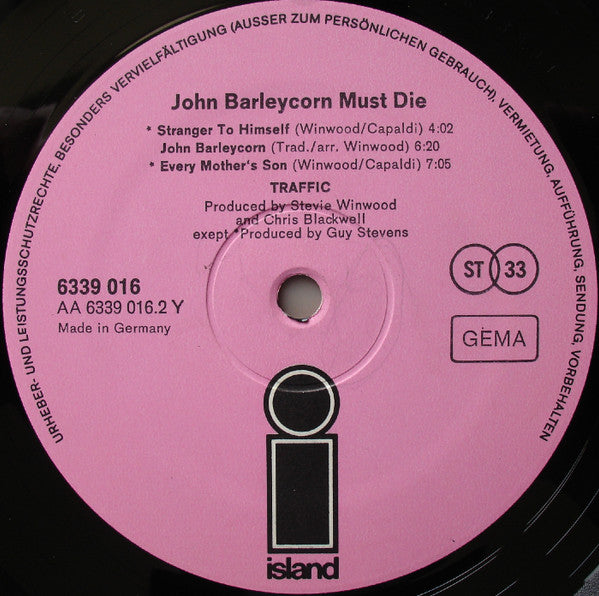 URHEBER- UND LEISTUNGSSCHUTZRECHTE, BESONDERS VERVIELFÄLTIGUNG (AUSSER ZUM PERSÖNLICHEN GEBRAUCH), VERMIETUNG, AUFFÜHRUNG, SENDUNG, VORBEHALTEN
John Barleycorn Must Die
* Stranger To Himself (Winwood/Capaldi) 4:02
John Barleycorn (Trad./arr. Winwood) 6:20
* Every Mother's Son (Winwood/Capaldi) 7:05
TRAFFIC
Produced by Stevie Winwood
and Chris Blackwell
exept *Produced by Guy Stevens
6339 016
AA 6339 016.2 Y
Made in Germany
ST 33
GEMA
i
island